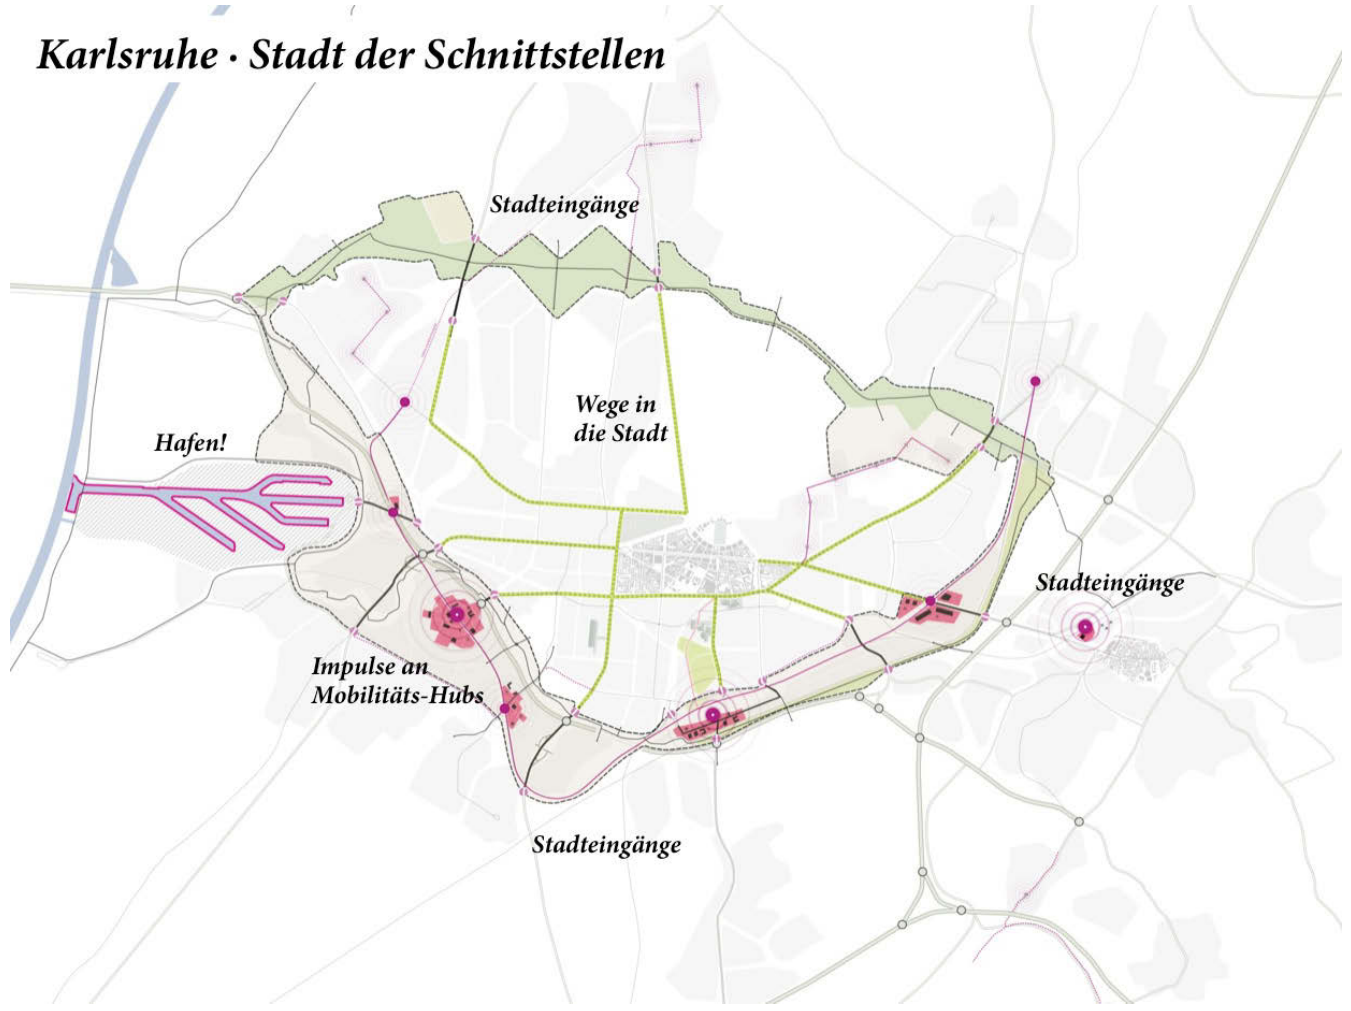 Karlsruhe · Stadt der Schnittstellen
Stadteingänge
Wege in
die Stadt
Hafen!
Stadteingänge
Impulse an
Mobilitäts-Hubs
Stadteingänge